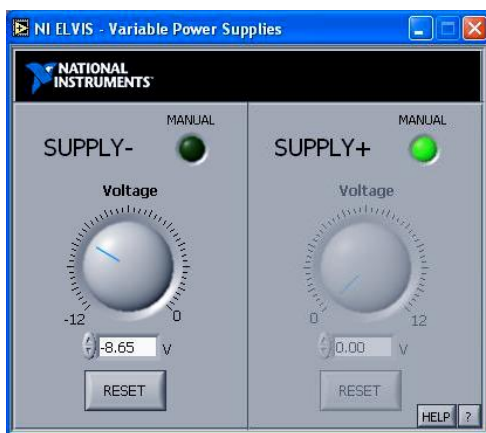 NI ELVIS - Variable Power Supplies
NATIONAL
INSTRUMENTS
MANUAL
SUPPLY-
Voltage
-12
0
-8.65 V
RESET
MANUAL
SUPPLY+
Voltage
0
12
0.00 V
RESET
HELP ?